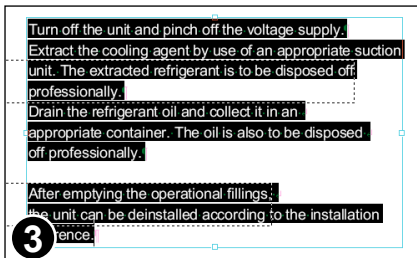 Turn off the unit and pinch off the voltage supply.
Extract the cooling agent by use of an appropriate suction
unit. The extracted refrigerant is to be disposed off
professionally.
Drain the refrigerant oil and collect it in an
appropriate container. The oil is also to be disposed
off professionally.
After emptying the operational fillings,
the unit can be deinstalled according to the installation
rence.
3